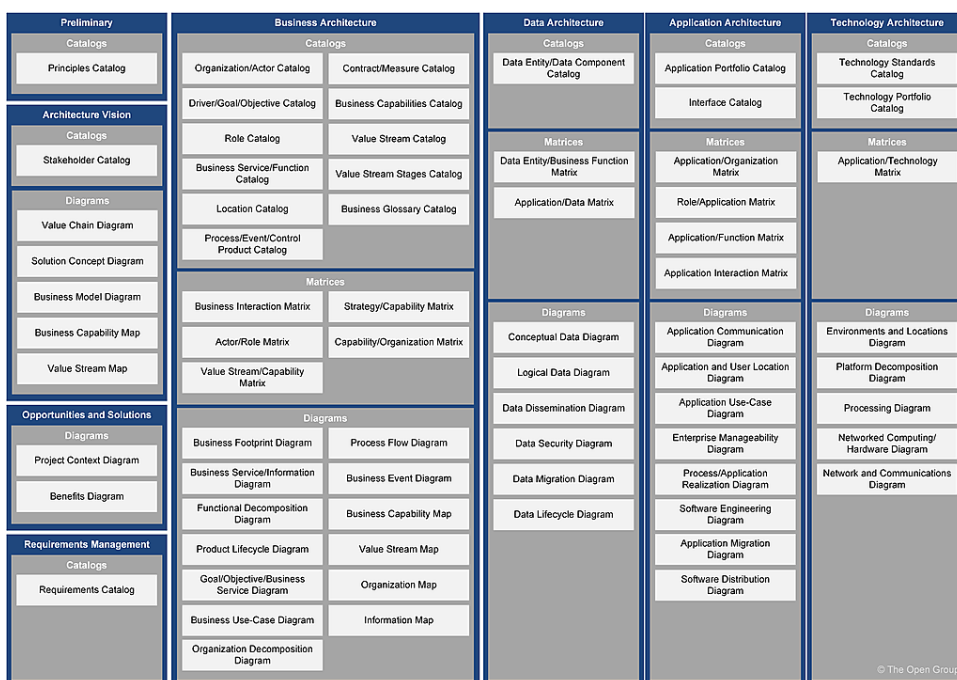 Preliminary
Catalogs
Principles Catalog
Architecture Vision
Catalogs
Stakeholder Catalog
Diagrams
Value Chain Diagram
Solution Concept Diagram
Business Model Diagram
Business Capability Map
Value Stream Map
Opportunities and Solutions
Diagrams
Project Context Diagram
Benefits Diagram
Requirements Management
Catalogs
Requirements Catalog
Business Architecture
Catalogs
Organization/Actor Catalog
Driver/Goal/Objective Catalog
Role Catalog
Business Service/Function
Catalog
Location Catalog
Process/Event/Control
Product Catalog
Contract/Measure Catalog
Business Capabilities Catalog
Value Stream Catalog
Value Stream Stages Catalog
Business Glossary Catalog
Matrices
Business Interaction Matrix
Actor/Role Matrix
Value Stream/Capability
Matrix
Strategy/Capability Matrix
Capability/Organization Matrix
Diagrams
Business Footprint Diagram
Business Service/Information
Diagram
Functional Decomposition
Diagram
Product Lifecycle Diagram
Goal/Objective/Business
Service Diagram
Business Use-Case Diagram
Organization Decomposition
Diagram
Process Flow Diagram
Business Event Diagram
Business Capability Map
Value Stream Map
Organization Map
Information Map
Data Architecture
Catalogs
Data Entity/Data Component
Catalog
Matrices
Data Entity/Business Function
Matrix
Application/Data Matrix
Diagrams
Conceptual Data Diagram
Logical Data Diagram
Data Dissemination Diagram
Data Security Diagram
Data Migration Diagram
Data Lifecycle Diagram
Application Architecture
Catalogs
Application Portfolio Catalog
Interface Catalog
Matrices
Application/Organization
Matrix
Role/Application Matrix
Application/Function Matrix
Application Interaction Matrix
Diagrams
Application Communication
Diagram
Application and User Location
Diagram
Application Use-Case
Diagram
Enterprise Manageability
Diagram
Process/Application
Realization Diagram
Software Engineering
Diagram
Application Migration
Diagram
Software Distribution
Diagram
Technology Architecture
Catalogs
Technology Standards
Catalog
Technology Portfolio
Catalog
Matrices
Application/Technology
Matrix
Diagrams
Environments and Locations
Diagram
Platform Decomposition
Diagram
Processing Diagram
Networked Computing/
Hardware Diagram
Network and Communications
Diagram
© The Open Group